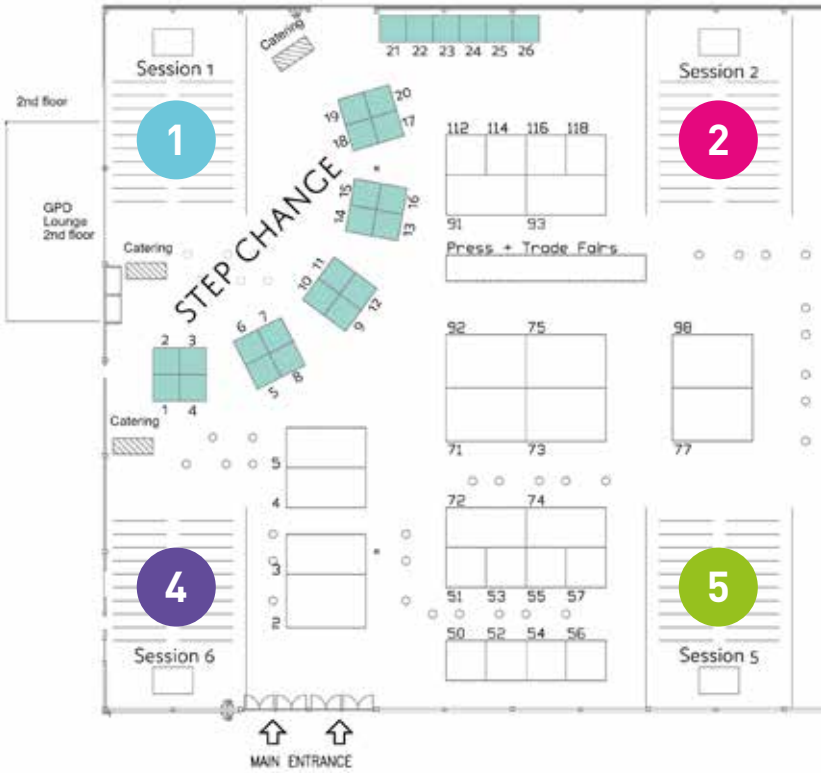 Catering
21 22 23 24 25 26
Session 1
Session 2
2nd floor
1
2
19 20
18 17
112 114 116 118
STEP CHANGE
15 16
14 13
91 93
GPD
Lounge
2nd floor
Catering
Press + Trade Fairs
11
10 12
9
6 7
5 8
92 75 98
2 3
1 4
Catering
71 73 77
5
4
72 74
3
2
51 53 55 57
4
5
50 52 54 56
Session 6
Session 5
MAIN ENTRANCE